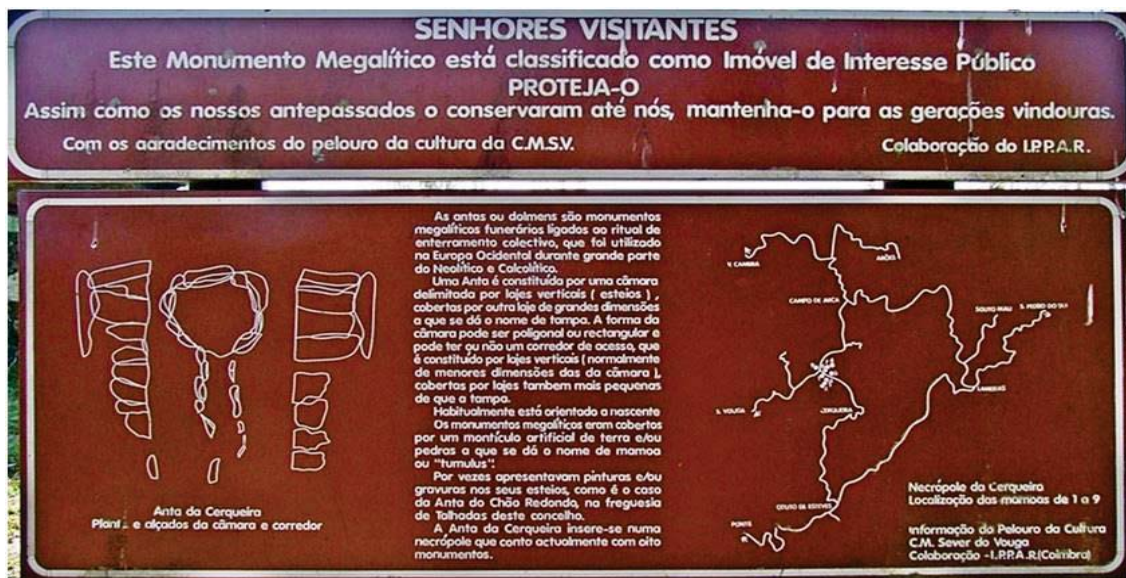 SENHORES VISITANTES
Este Monumento Megalítico está classificado como Imóvel de Interesse Público
PROTEJA-O
Assim como os nossos antepassados o conservaram até nós, mantenha-o para as gerações vindouras.
Com os agradecimentos do pelouro da cultura da C.M.S.V.
Colaboração do I.P.P.A.R.
Anta da Cerqueira
e alçados da câmara e corredor
As antas ou dolmens são monumentos
megalíticos funerários ligados ao ritual de
enterramento colectivo, que foi utilizado
na Europa Ocidental durante grande parte
do Neolítico e Calcolítico.
Uma Anta é constituída por uma câmara
delimitada por lajes verticais ( esteios ) ,
cobertas por outra laje de grandes dimensões
a que se dá o nome de tampa. A forma da
câmara pode ser poligonal ou rectangular e
pode ter ou não um corredor de acesso, que
é constituído por lajes verticais ( normalmente
de menores dimensões das da câmara ),
cobertas por lajes tambem mais pequenas
de que a tampa.
Habitualmente está orientado a nascente
Os monumentos megalíticos eram cobertos
por um montículo artificial de terra e/ou
pedras a que se dá o nome de mamoa
ou "tumulus".
Por vezes apresentavam pinturas e/ou
gravuras nos seus esteios, como é o caso
da Anta do Chão Redondo, na freguesia
de Talhadas deste concelho.
A Anta da Cerqueira insere-se numa
necrópole que conta actualmente com oito
monumentos.
V. CAMBRA
ARÕES
CAMPO DE ARCA
S. PEDRO DO SUL
S. VOUGA
CERQUEIRA
PONTE
Necrópole da Cerqueira
Localização das mamoas de 1 a 9
Informação do Pelouro da Cultura
C.M. Sever do Vouga
Colaboração -I.P.P.A.R.(Coimbra)